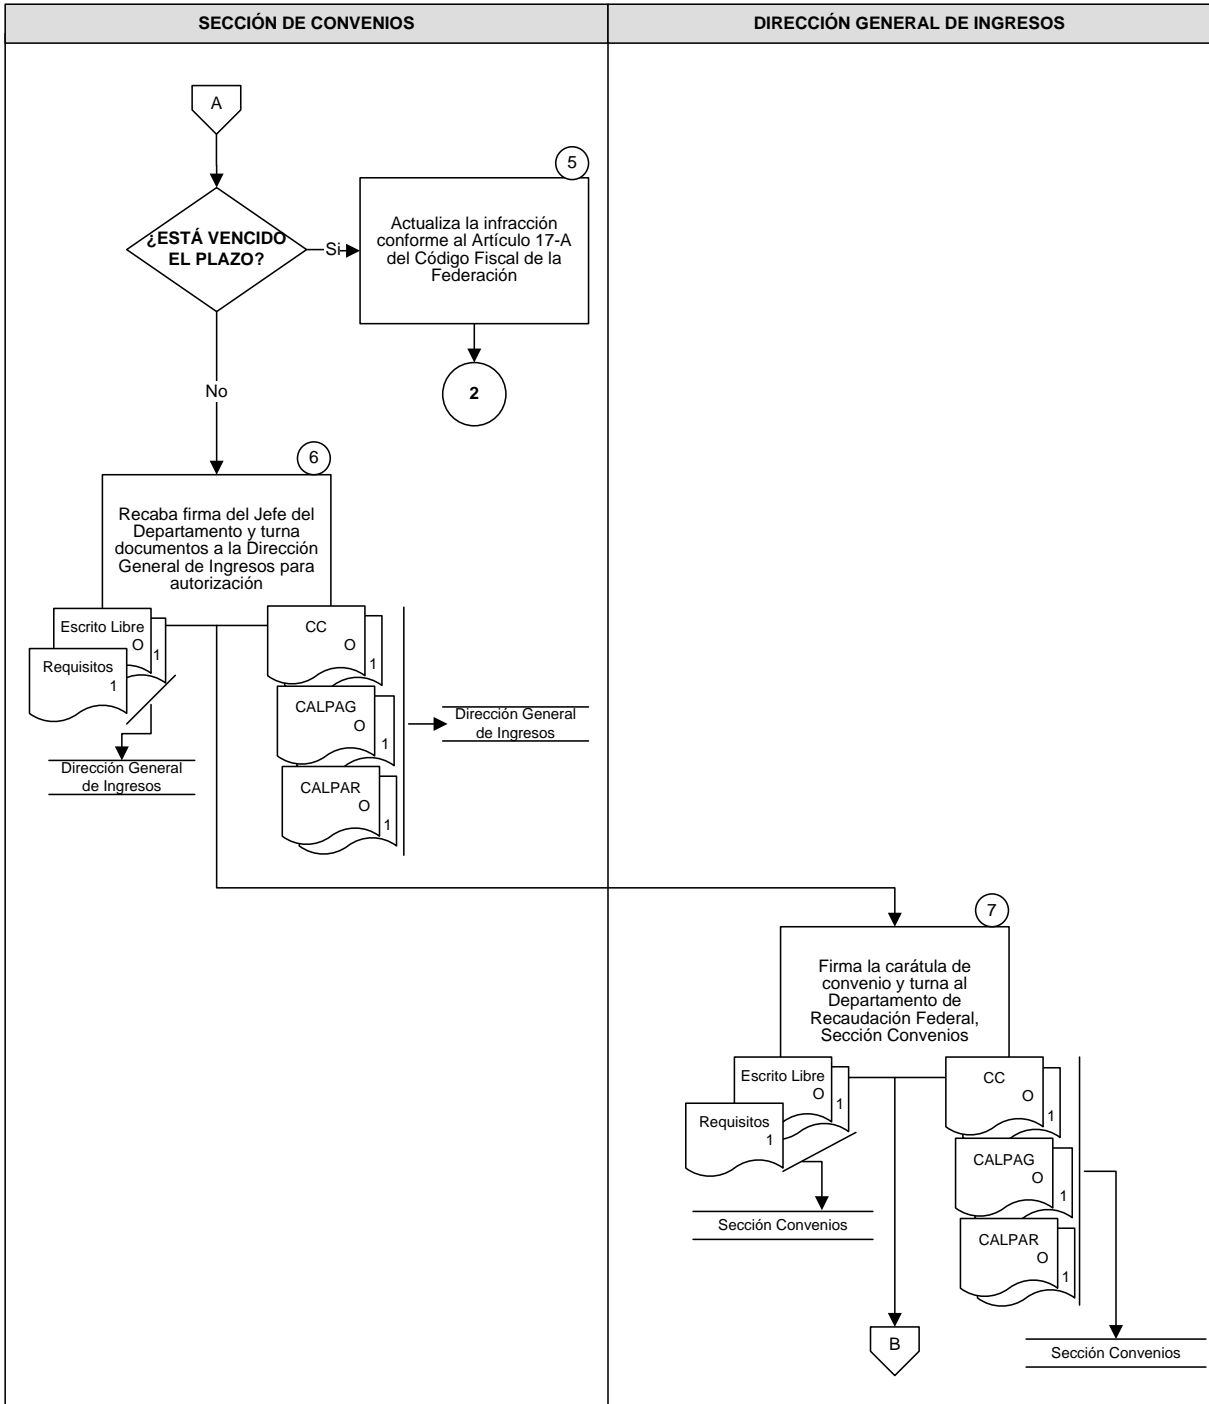 SECCIÓN DE CONVENIOS
DIRECCIÓN GENERAL DE INGRESOS
A
¿ESTÁ VENCIDO
EL PLAZO?
Si
5
Actualiza la infracción
conforme al Artículo 17-A
del Código Fiscal de la
Federación
2
No
6
Recaba firma del Jefe del
Departamento y turna
documentos a la Dirección
General de Ingresos para
autorización
Escrito Libre
O
1
Requisitos
1
Dirección General
de Ingresos
CC
O
1
CALPAG
O
1
CALPAR
O
1
Dirección General
de Ingresos
7
Firma la carátula de
convenio y turna al
Departamento de
Recaudación Federal,
Sección Convenios
Escrito Libre
O
1
Requisitos
1
Sección Convenios
CC
O
1
CALPAG
O
1
CALPAR
O
1
Sección Convenios
B